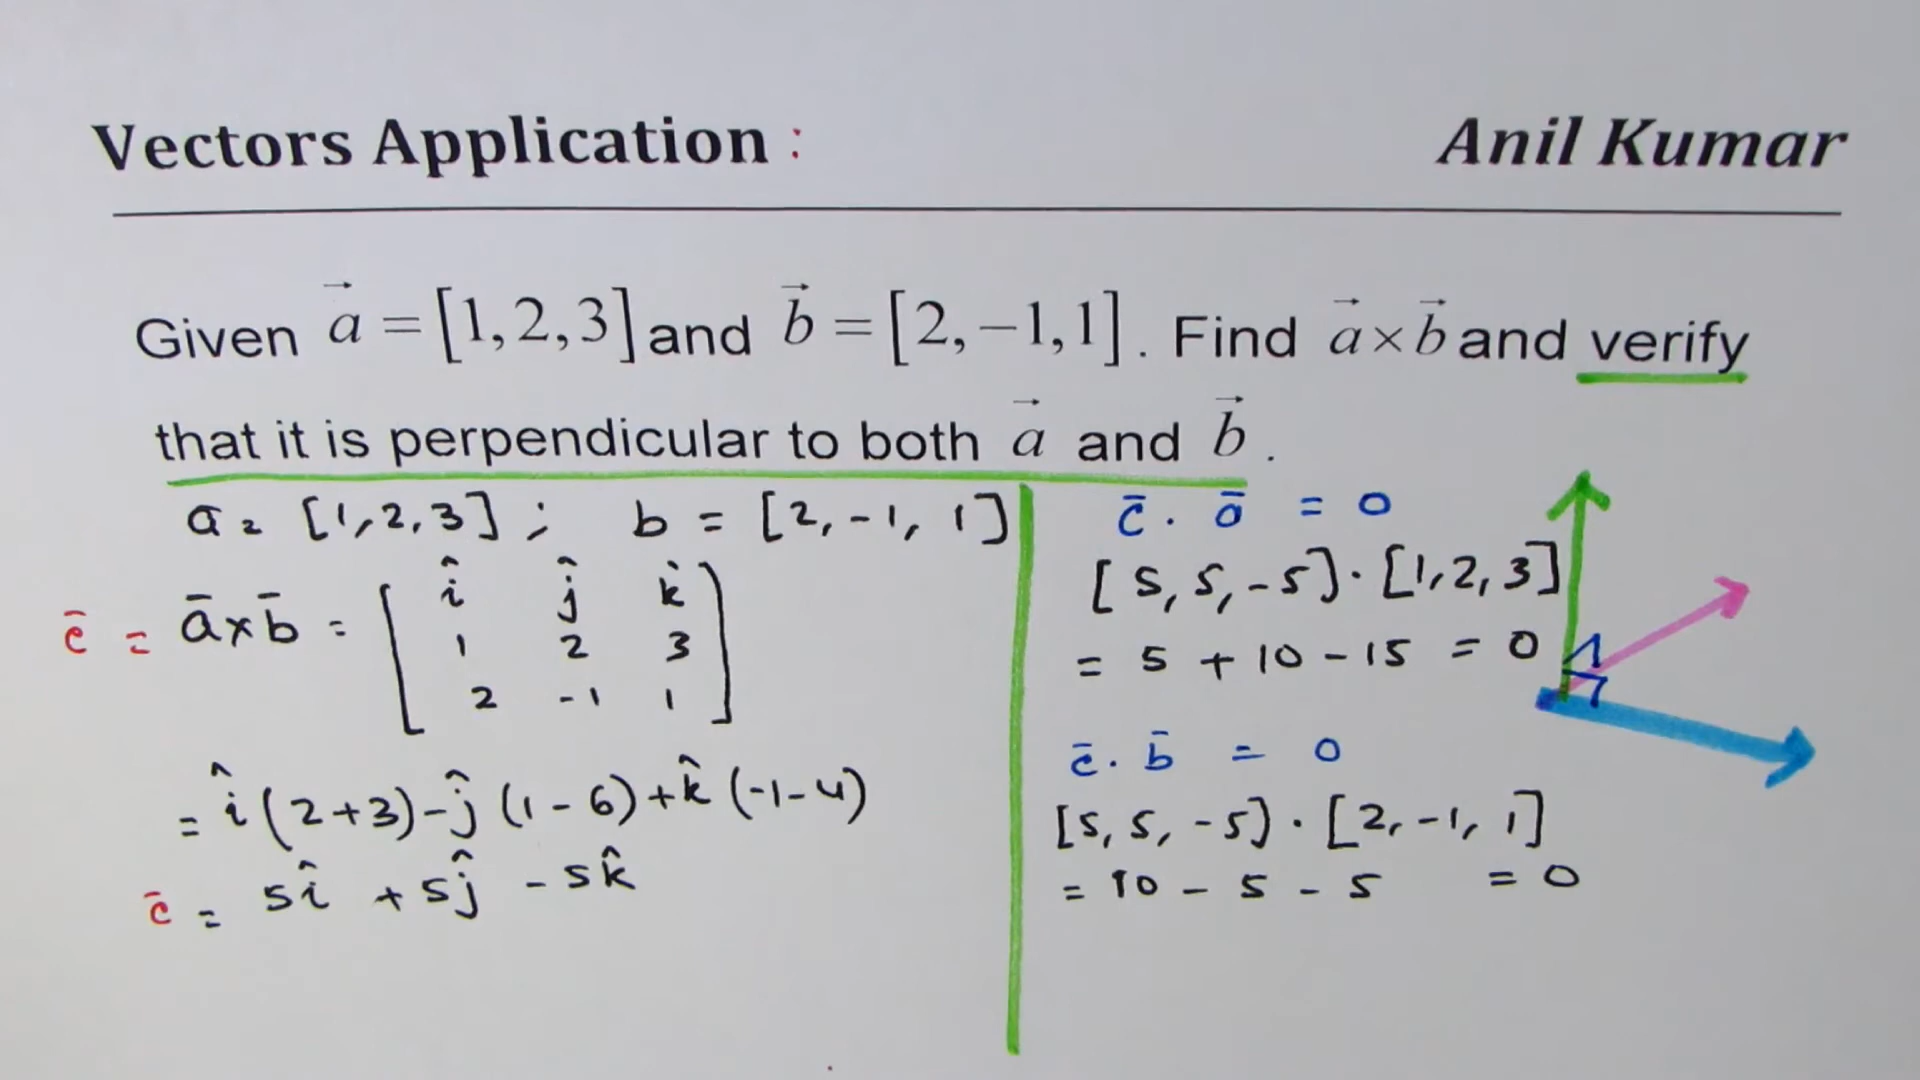 Vectors Application :
Anil Kumar
Given a⃗ = [1,2,3] and b⃗ = [2,−1,1]. Find a⃗ × b⃗ and verify
that it is perpendicular to both a⃗ and b⃗ .
a = [1,2,3] ; b = [2,-1,1]
c̄ = ā×b̄ = [ î ĵ k̂
1 2 3
2 -1 1 ]
= î(2+3)-ĵ(1-6)+k̂(-1-4)
c̄ = 5î + 5ĵ - 5k̂
c̄ · ā = 0
[5,5,-5]·[1,2,3]
= 5 + 10 - 15 = 0
c̄ · b̄ = 0
[5,5,-5]·[2,-1,1]
= 10 - 5 - 5 = 0